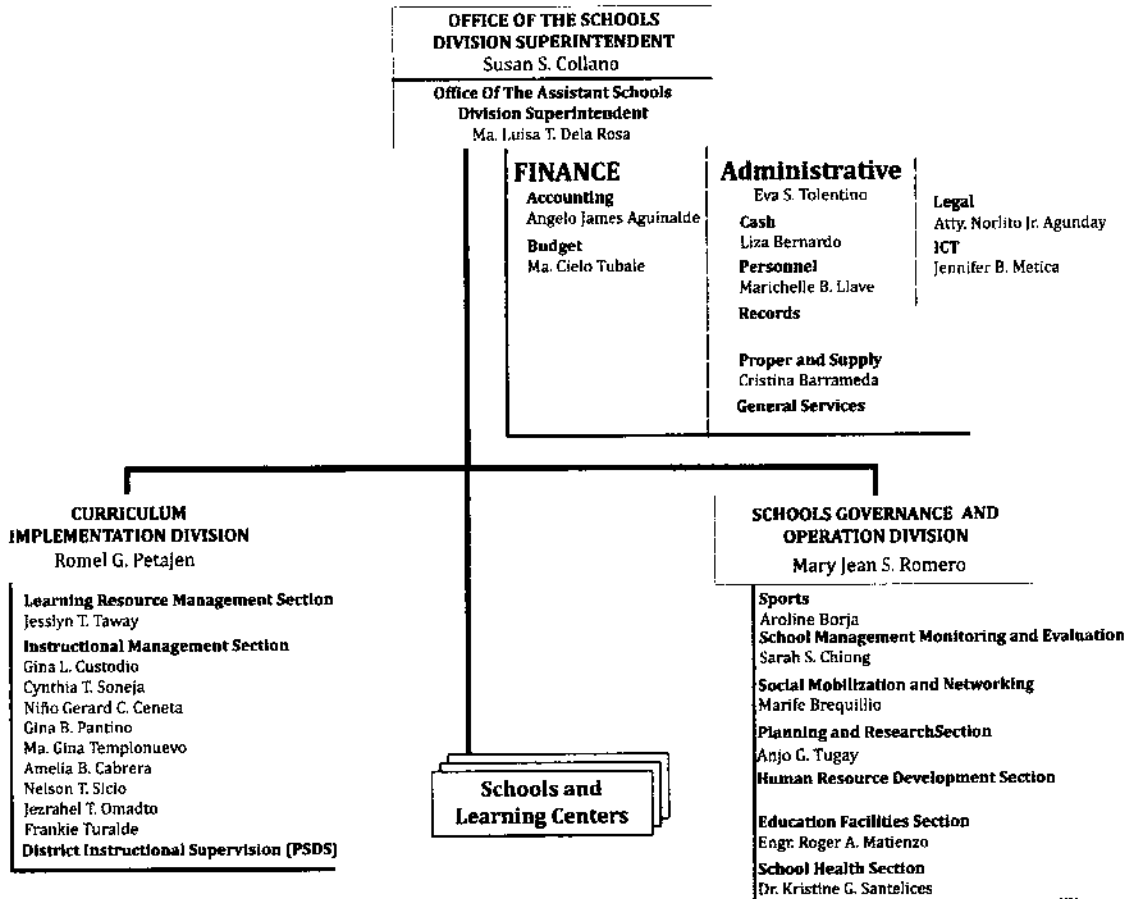 OFFICE OF THE SCHOOLS
DIVISION SUPERINTENDENT
Susan S. Collano
Office Of The Assistant Schools
Division Superintendent
Ma. Luisa T. Dela Rosa
FINANCE
Accounting
Angelo James Aguinalde
Budget
Ma. Cielo Tubale
Administrative
Eva S. Tolentino
Cash
Liza Bernardo
Personnel
Marichelle B. Llave
Records
Proper and Supply
Cristina Barrameda
General Services
Legal
Atty. Norlito Jr. Agunday
ICT
Jennifer B. Metica
CURRICULUM
IMPLEMENTATION DIVISION
Romel G. Petajen
Learning Resource Management Section
Jesslyn T. Taway
Instructional Management Section
Gina L. Custodio
Cynthia T. Soneja
Niño Gerard C. Ceneta
Gina B. Pantino
Ma. Gina Templonuevo
Amelia B. Cabrera
Nelson T. Sicio
Jezrahel T. Omadto
Frankie Turalde
District Instructional Supervision (PSDS)
Schools and
Learning Centers
SCHOOLS GOVERNANCE AND
OPERATION DIVISION
Mary Jean S. Romero
Sports
Aroline Borja
School Management Monitoring and Evaluation
Sarah S. Chiong
Social Mobilization and Networking
Marife Brequillio
Planning and ResearchSection
Anjo G. Tugay
Human Resource Development Section
Education Facilities Section
Engr. Roger A. Matienzo
School Health Section
Dr. Kristine G. Santelices